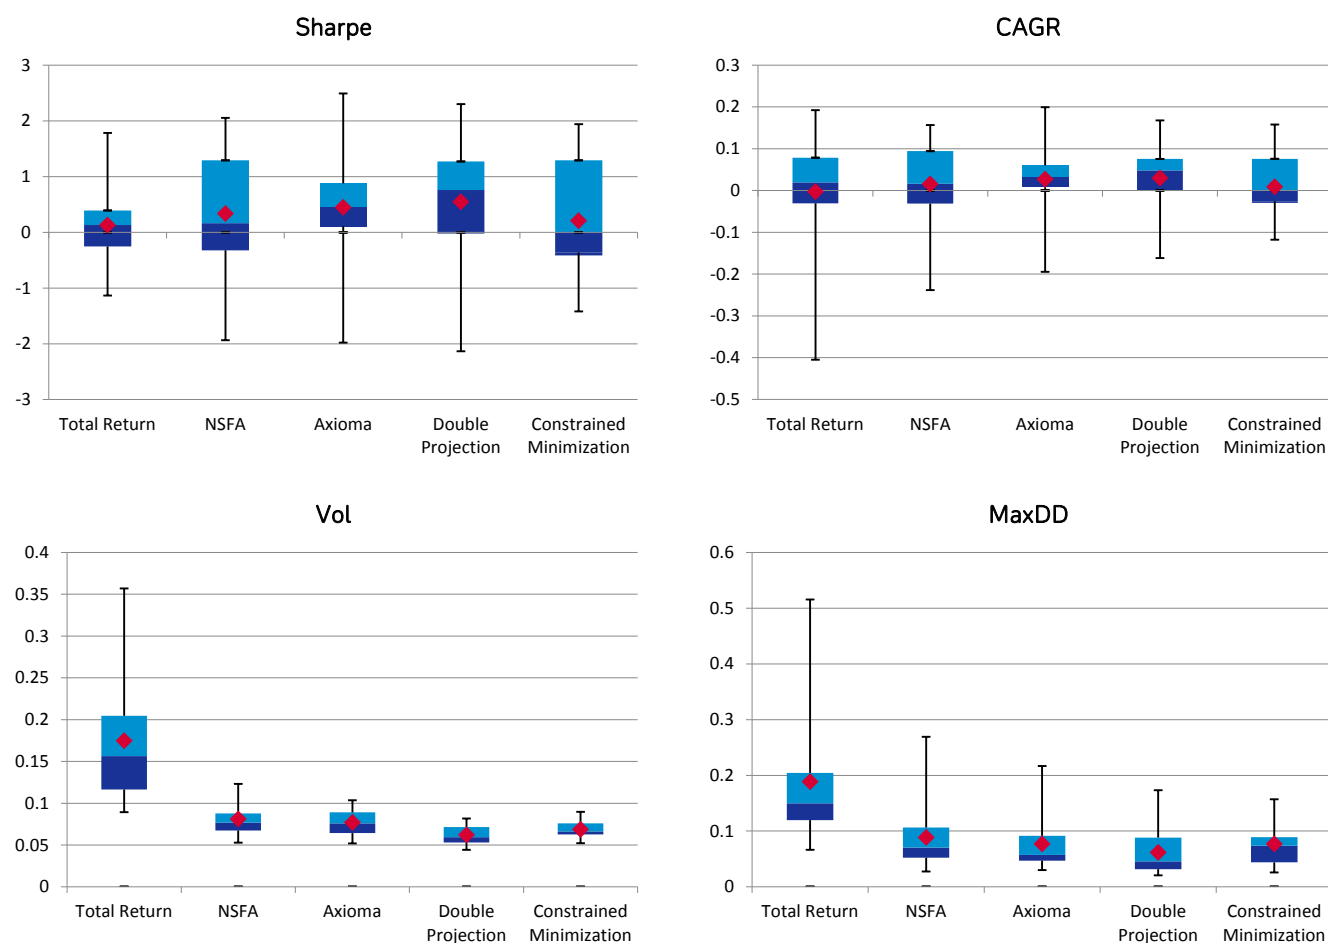 Sharpe
3
2
1
0
-1
-2
-3
Total Return
NSFA
Axioma
Double
Projection
Constrained
Minimization
CAGR
0.3
0.2
0.1
0
-0.1
-0.2
-0.3
-0.4
-0.5
Total Return
NSFA
Axioma
Double
Projection
Constrained
Minimization
Vol
0.4
0.35
0.3
0.25
0.2
0.15
0.1
0.05
0
Total Return
NSFA
Axioma
Double
Projection
Constrained
Minimization
MaxDD
0.6
0.5
0.4
0.3
0.2
0.1
0
Total Return
NSFA
Axioma
Double
Projection
Constrained
Minimization